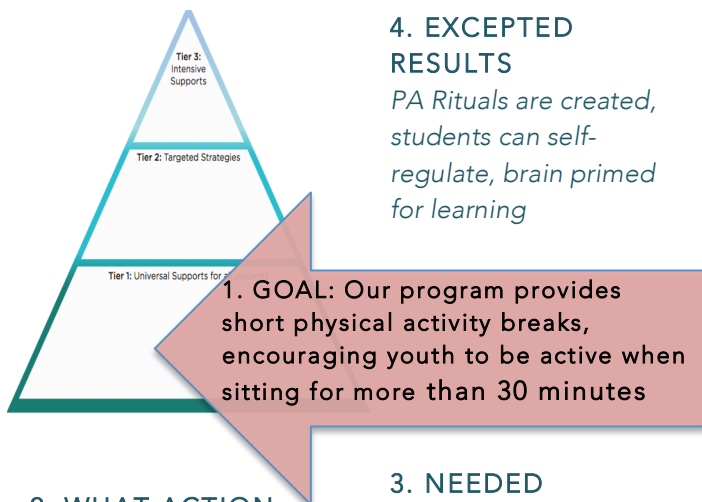 Tier 3:
Intensive
Supports
Tier 2: Targeted Strategies
Tier 1: Universal Supports for
4. EXCEPTED
RESULTS
PA Rituals are created,
students can self-
regulate, brain primed
for learning
1. GOAL: Our program provides
short physical activity breaks,
encouraging youth to be active when
sitting for more than 30 minutes
WHAT ACTION
3. NEEDED